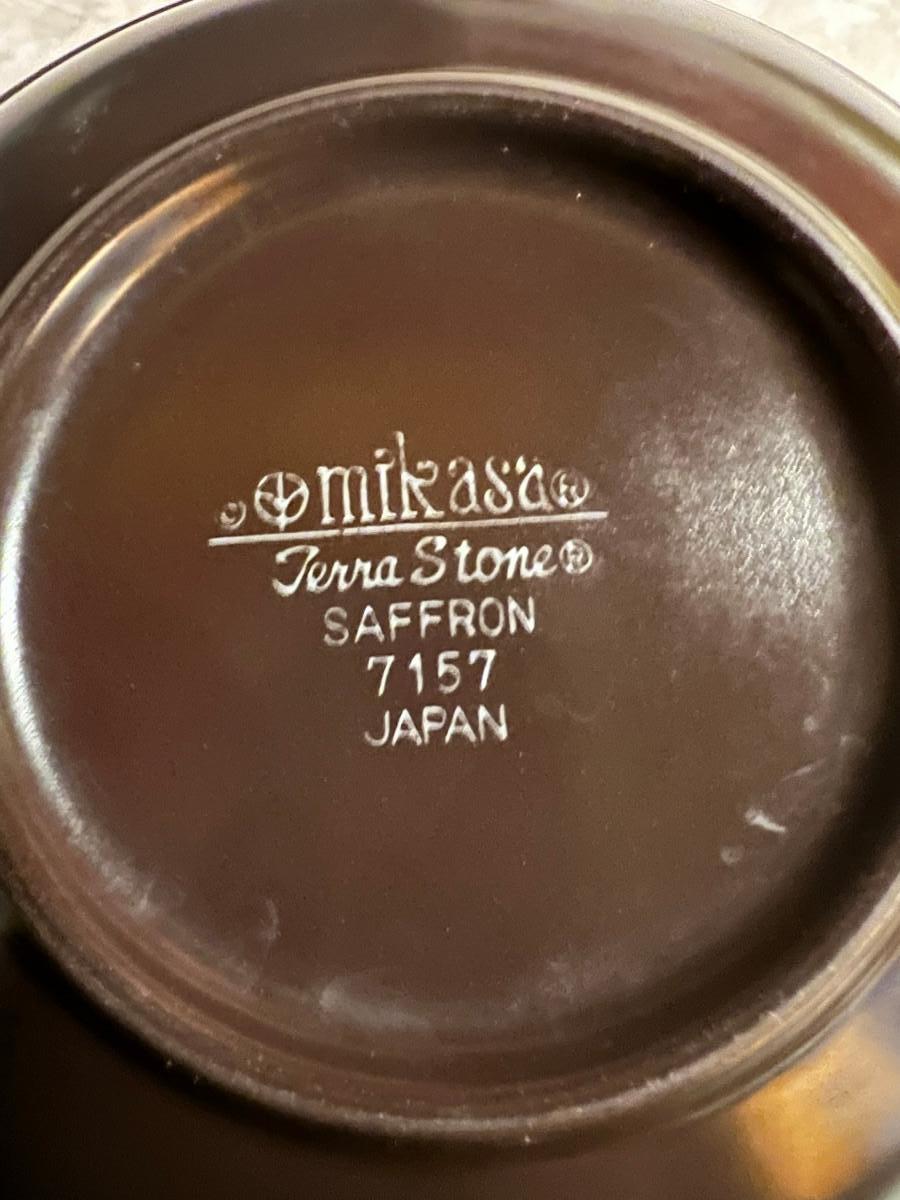 © mikasa®
Terra Stone®
SAFFRON
7157
JAPAN